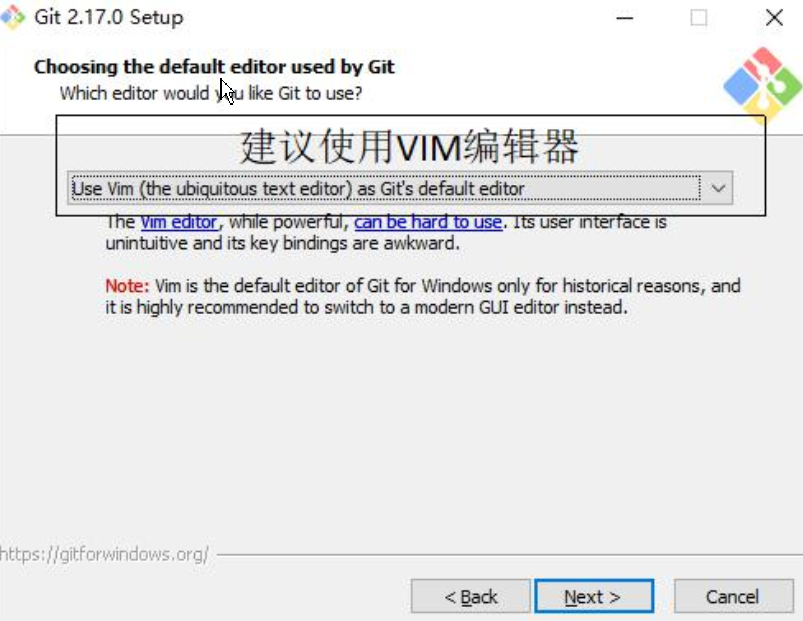 Git 2.17.0 Setup
Choosing the default editor used by Git
Which editor would you like Git to use?
建议使用VIM编辑器
Use Vim (the ubiquitous text editor) as Git's default editor
The Vim editor, while powerful, can be hard to use. Its user interface is
unintuitive and its key bindings are awkward.
Note: Vim is the default editor of Git for Windows only for historical reasons, and
it is highly recommended to switch to a modern GUI editor instead.
https://gitforwindows.org/
< Back
Next >
Cancel